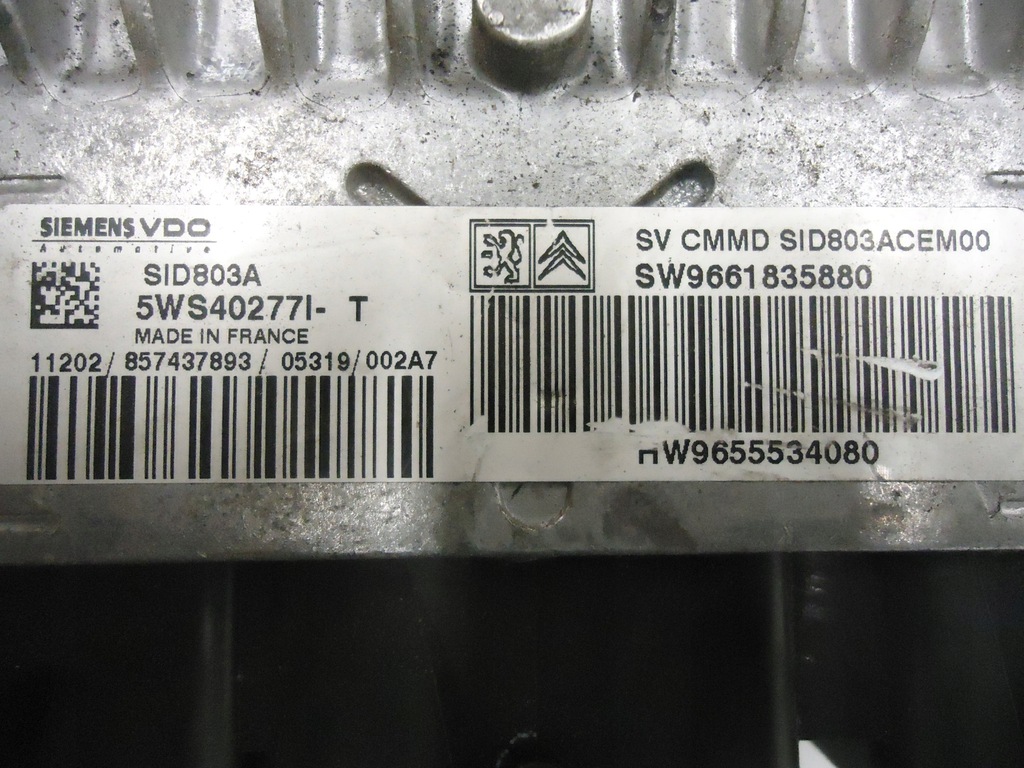 SIEMENS VDO
Automotive
SID803A
5WS40277I- T
MADE IN FRANCE
11202/857437893/05319/002A7
SV CMMD SID803ACEM00
SW9661835880
HW9655534080